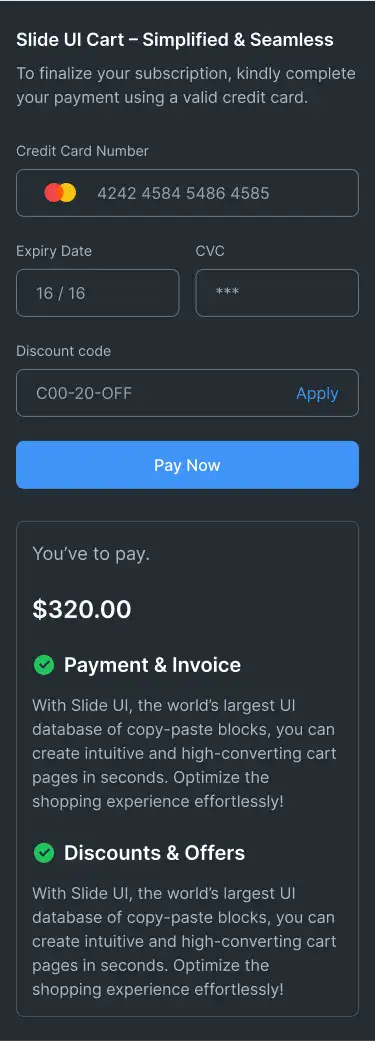 Slide UI Cart – Simplified & Seamless
To finalize your subscription, kindly complete
your payment using a valid credit card.
Credit Card Number
4242 4584 5486 4585
Expiry Date
CVC
16 / 16
***
Discount code
C00-20-OFF
Apply
Pay Now
You’ve to pay.
$320.00
Payment & Invoice
With Slide UI, the world’s largest UI
database of copy-paste blocks, you can
create intuitive and high-converting cart
pages in seconds. Optimize the
shopping experience effortlessly!
Discounts & Offers
With Slide UI, the world’s largest UI
database of copy-paste blocks, you can
create intuitive and high-converting cart
pages in seconds. Optimize the
shopping experience effortlessly!